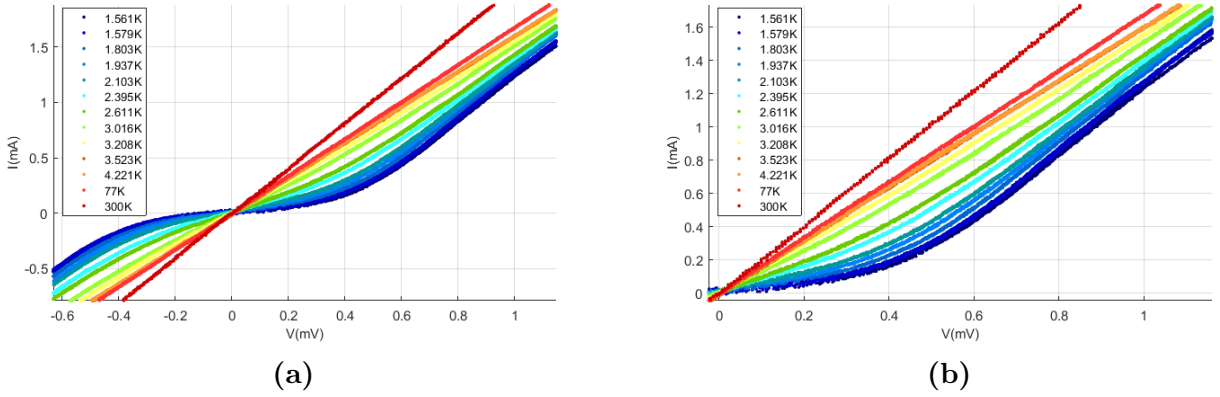 1.561K
1.579K
1.803K
1.937K
2.103K
2.395K
2.611K
3.016K
3.208K
3.523K
4.221K
77K
300K
1.5
1
0.5
0
-0.5
I(mA)
-0.6 -0.4 -0.2 0 0.2 0.4 0.6 0.8 1
V(mV)
(a)
1.561K
1.579K
1.803K
1.937K
2.103K
2.395K
2.611K
3.016K
3.208K
3.523K
4.221K
77K
300K
1.6
1.4
1.2
1
0.8
0.6
0.4
0.2
0
I(mA)
0 0.2 0.4 0.6 0.8 1
V(mV)
(b)